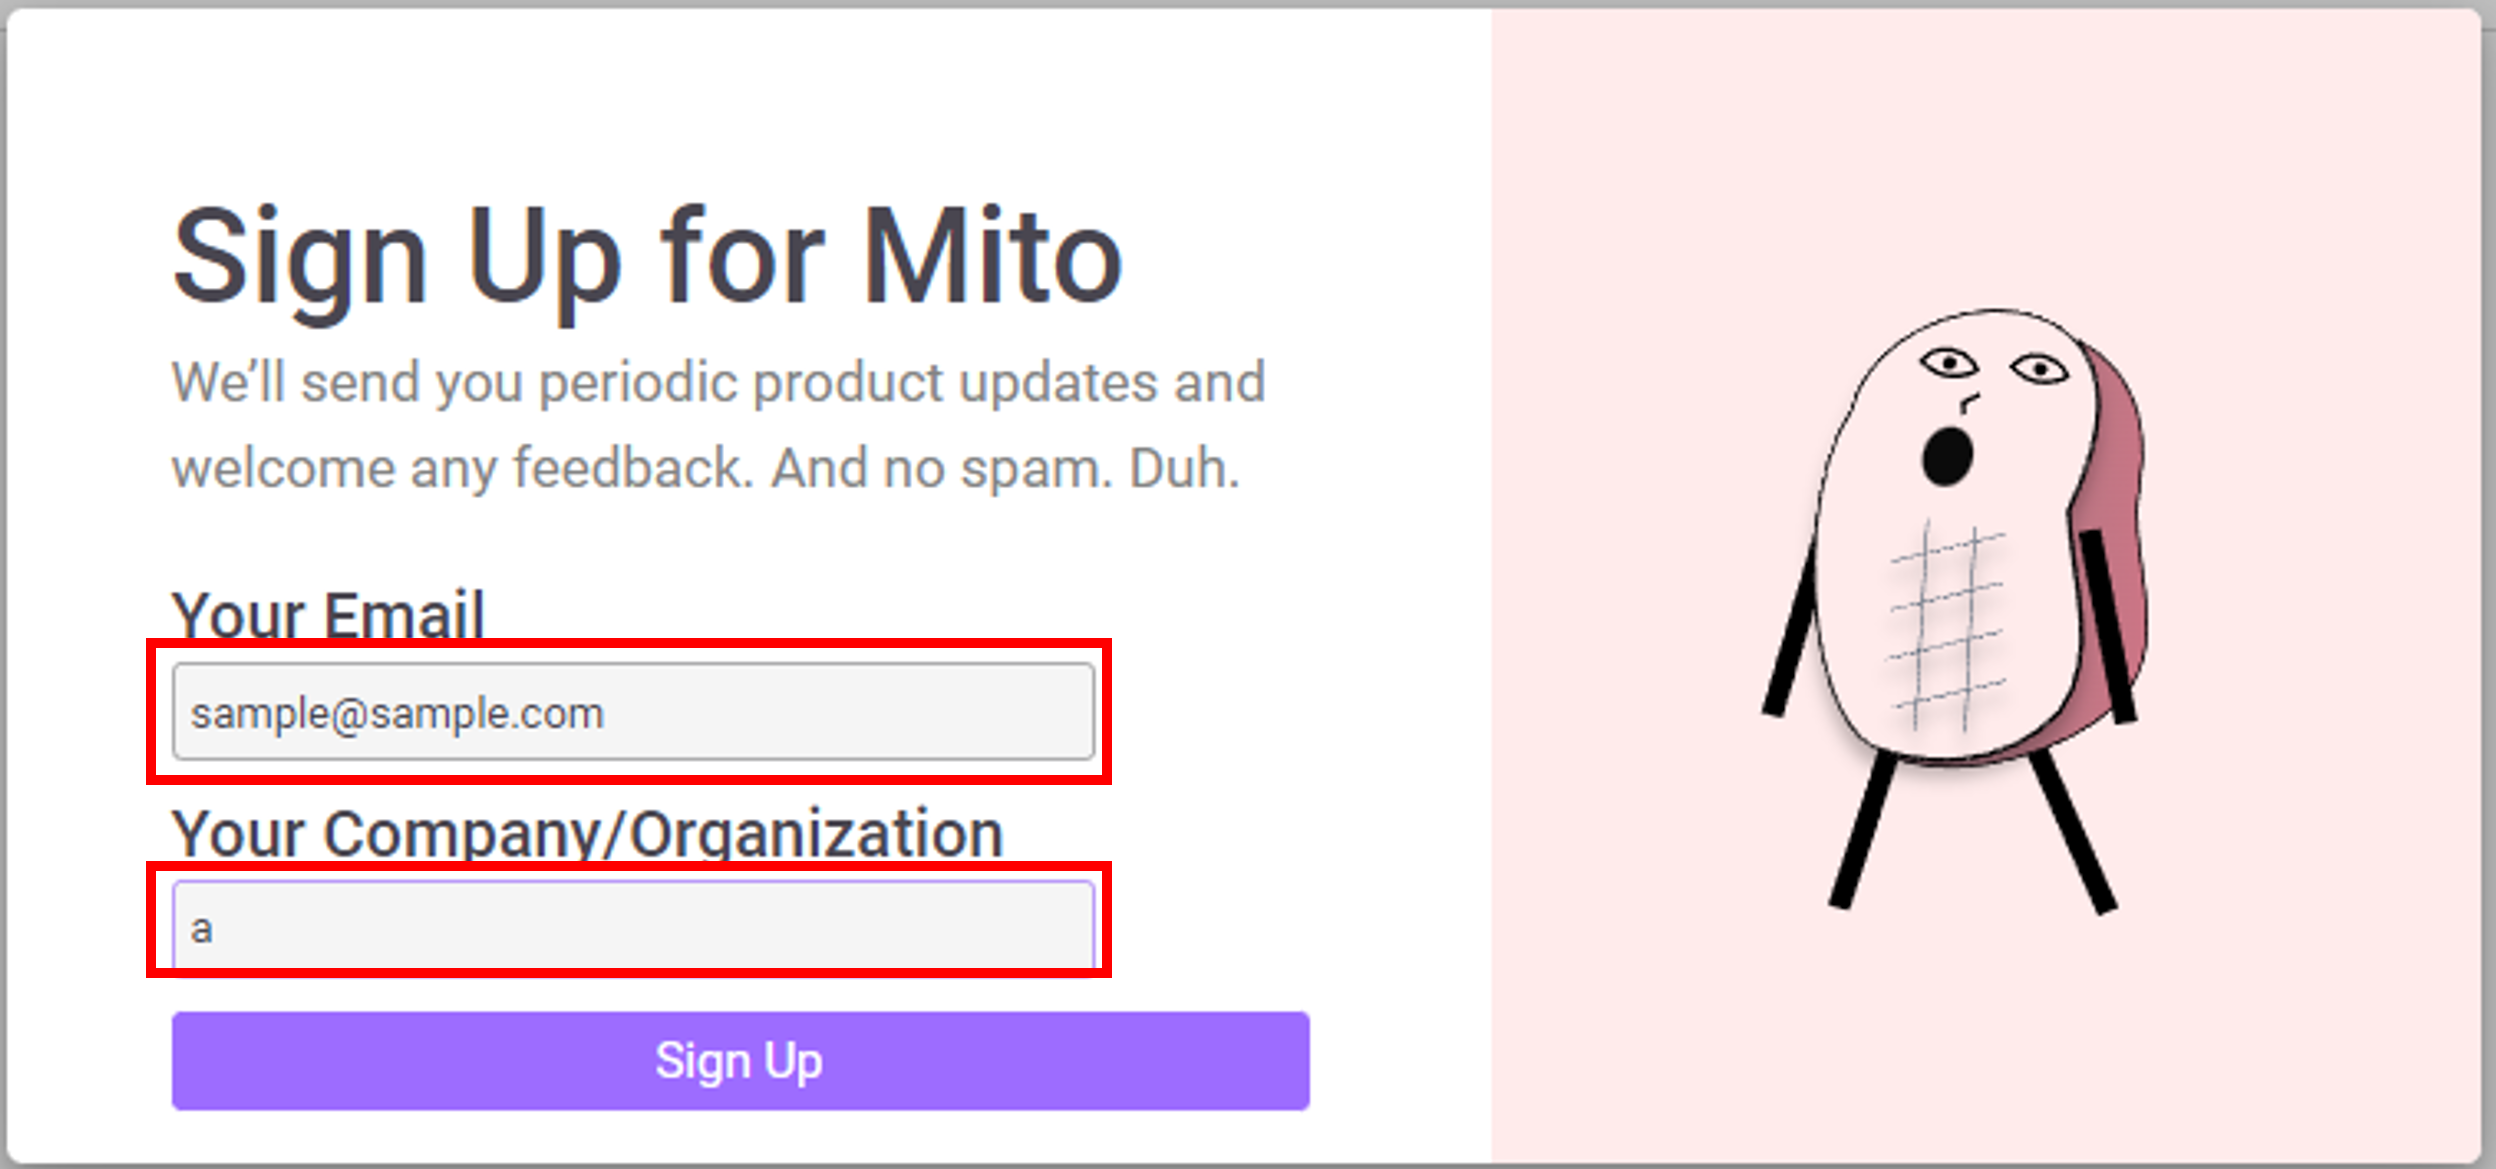 Sign Up for Mito
We’ll send you periodic product updates and
welcome any feedback. And no spam. Duh.
Your Email
sample@sample.com
Your Company/Organization
a
Sign Up